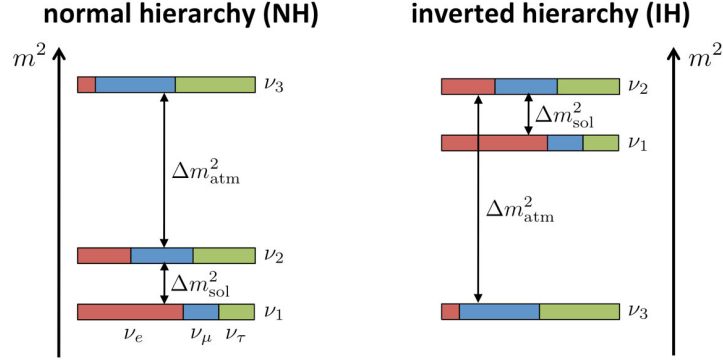 normal hierarchy (NH)
inverted hierarchy (IH)
m²
ν₃
Δm²atm
ν₂
Δm²sol
ν₁
νe νμ ντ
m²
ν₂
Δm²sol
ν₁
Δm²atm
ν₃